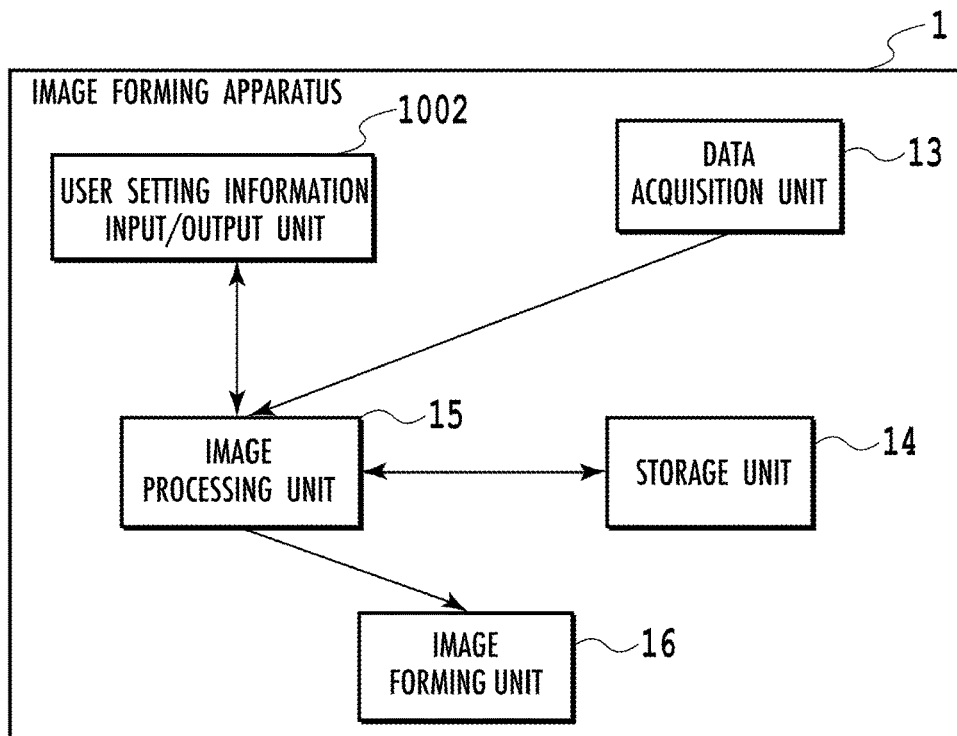 1
IMAGE FORMING APPARATUS
1002
USER SETTING INFORMATION
INPUT/OUTPUT UNIT
DATA
ACQUISITION UNIT
13
15
IMAGE
PROCESSING UNIT
14
STORAGE UNIT
IMAGE
FORMING UNIT
16